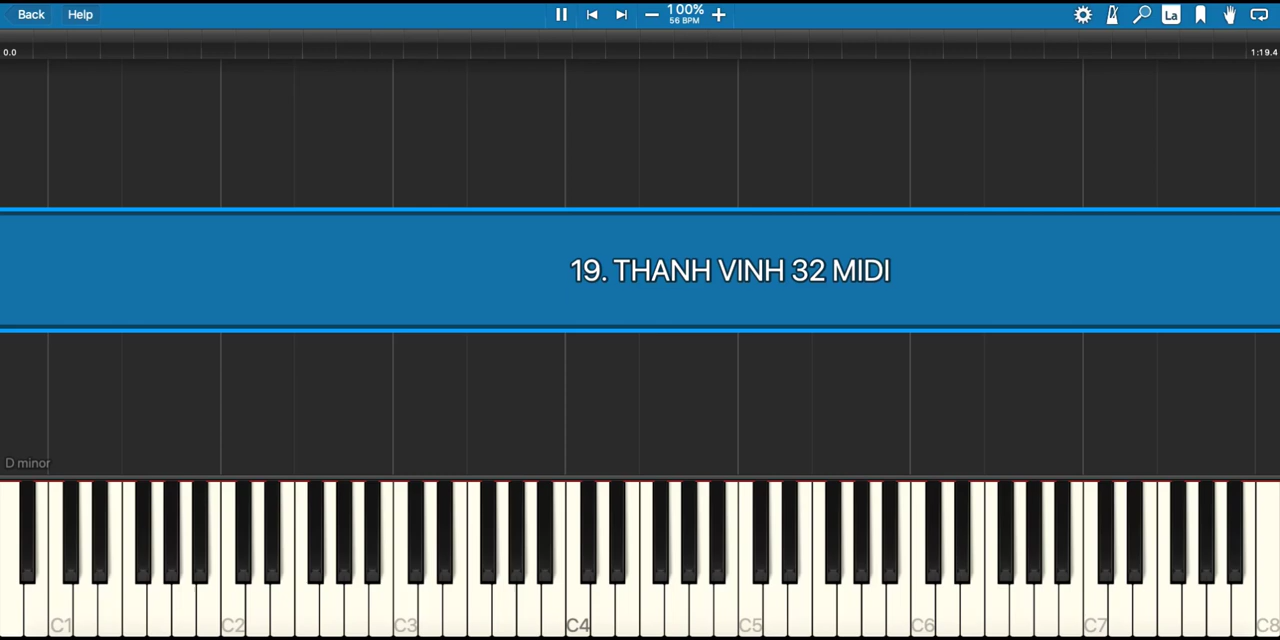 Back Help 100% La
56 BPM
0.0 1:19.4
19. THANH VINH 32 MIDI
D minor
C1 C2 C3 C4 C5 C6 C7 C8